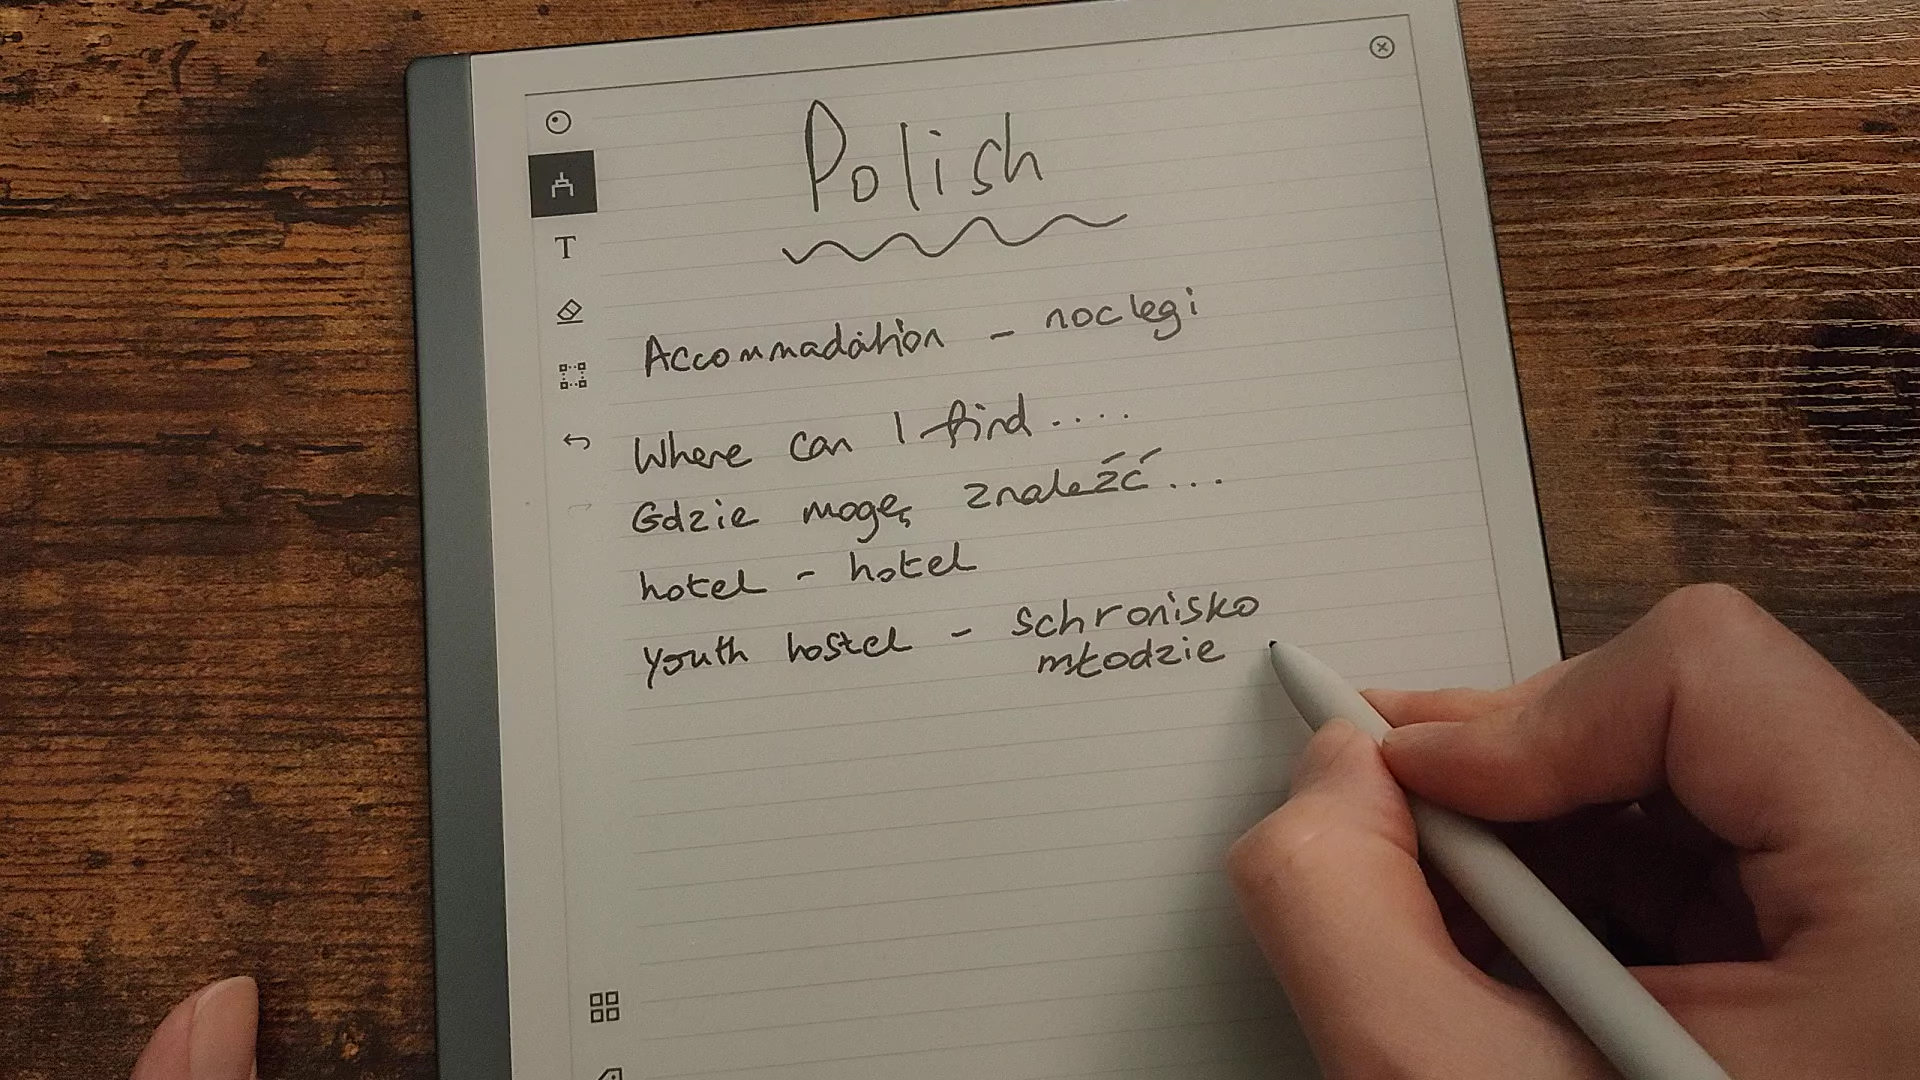 T
Polish
Accommadation - noclegi
Where can I find ....
Gdzie mogę znaleźć...
hotel - hotel
youth hostel - schronisko
młodzie